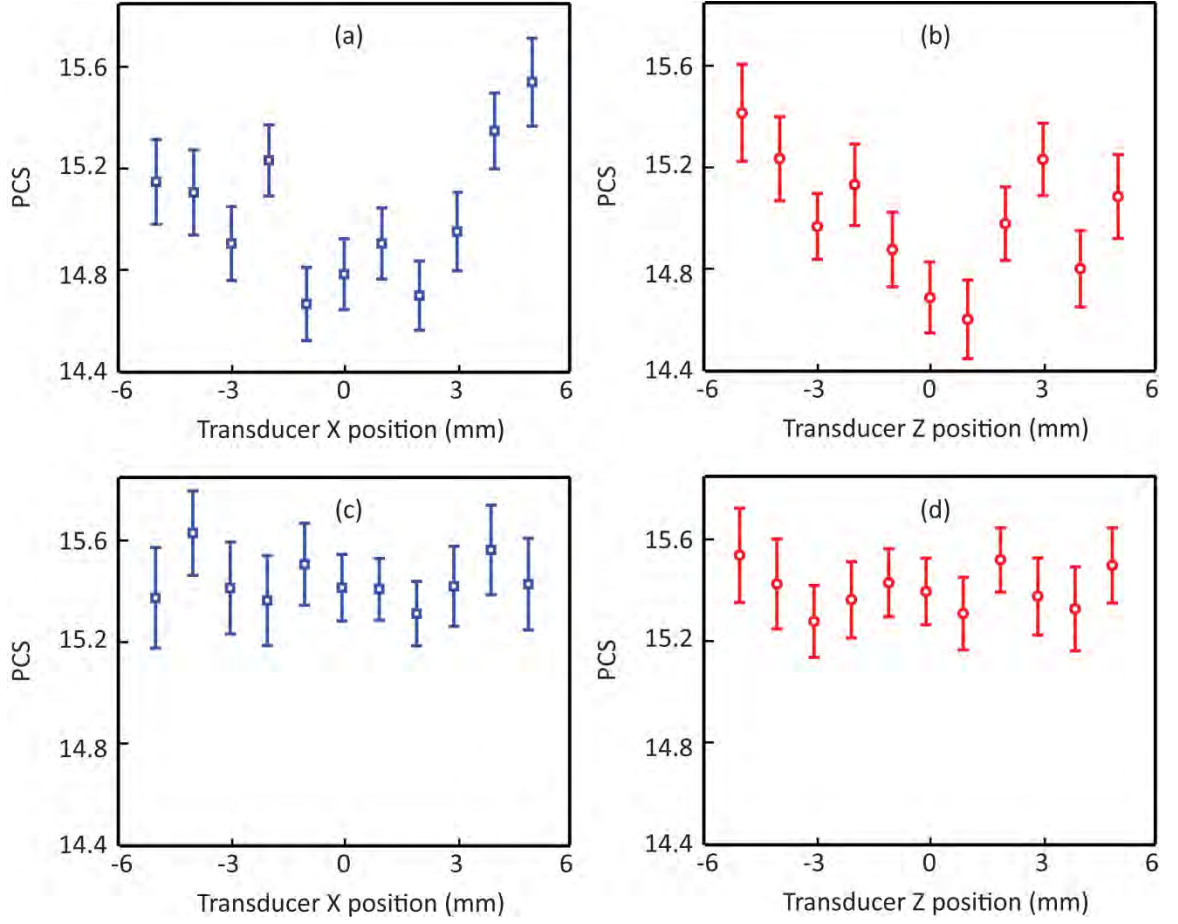 (a)
15.6
15.2
14.8
14.4
PCS
-6 -3 0 3 6
Transducer X position (mm)
(b)
15.6
15.2
14.8
14.4
PCS
-6 -3 0 3 6
Transducer Z position (mm)
(c)
15.6
15.2
14.8
14.4
PCS
-6 -3 0 3 6
Transducer X position (mm)
(d)
15.6
15.2
14.8
14.4
PCS
-6 -3 0 3 6
Transducer Z position (mm)